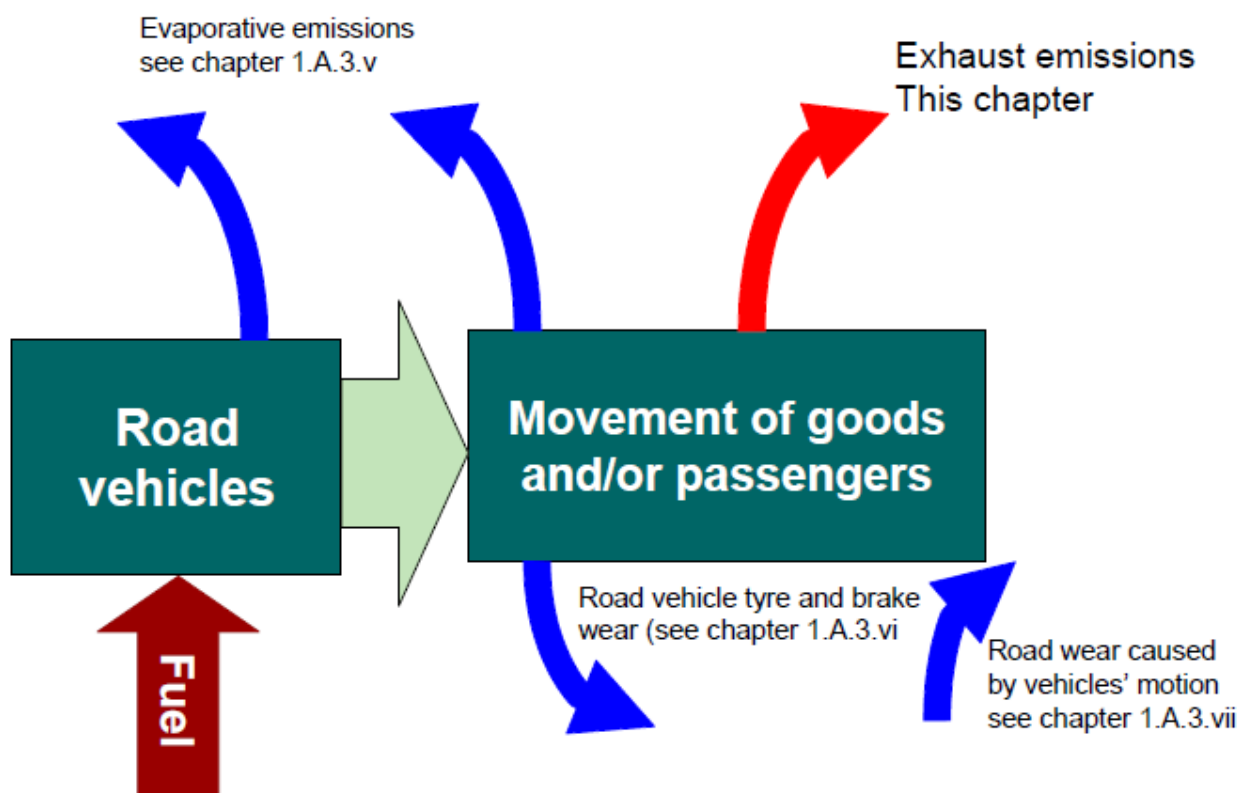 Evaporative emissions
see chapter 1.A.3.v
Exhaust emissions
This chapter
Road
vehicles
Movement of goods
and/or passengers
Fuel
Road vehicle tyre and brake
wear (see chapter 1.A.3.vi
Road wear caused
by vehicles’ motion
see chapter 1.A.3.vii